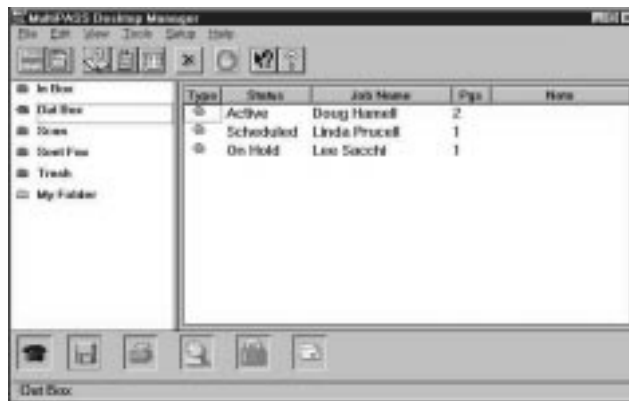 MultiPASS Desktop Manager
File Edit View Tools Setup Help
In Box
Out Box
Scan
Sent Fax
Trash
My Folder
Type Status Job Name Pgs Note
Active Doug Harnell 2
Scheduled Linda Prucell 1
On Hold Lee Sacchi 1
Out Box